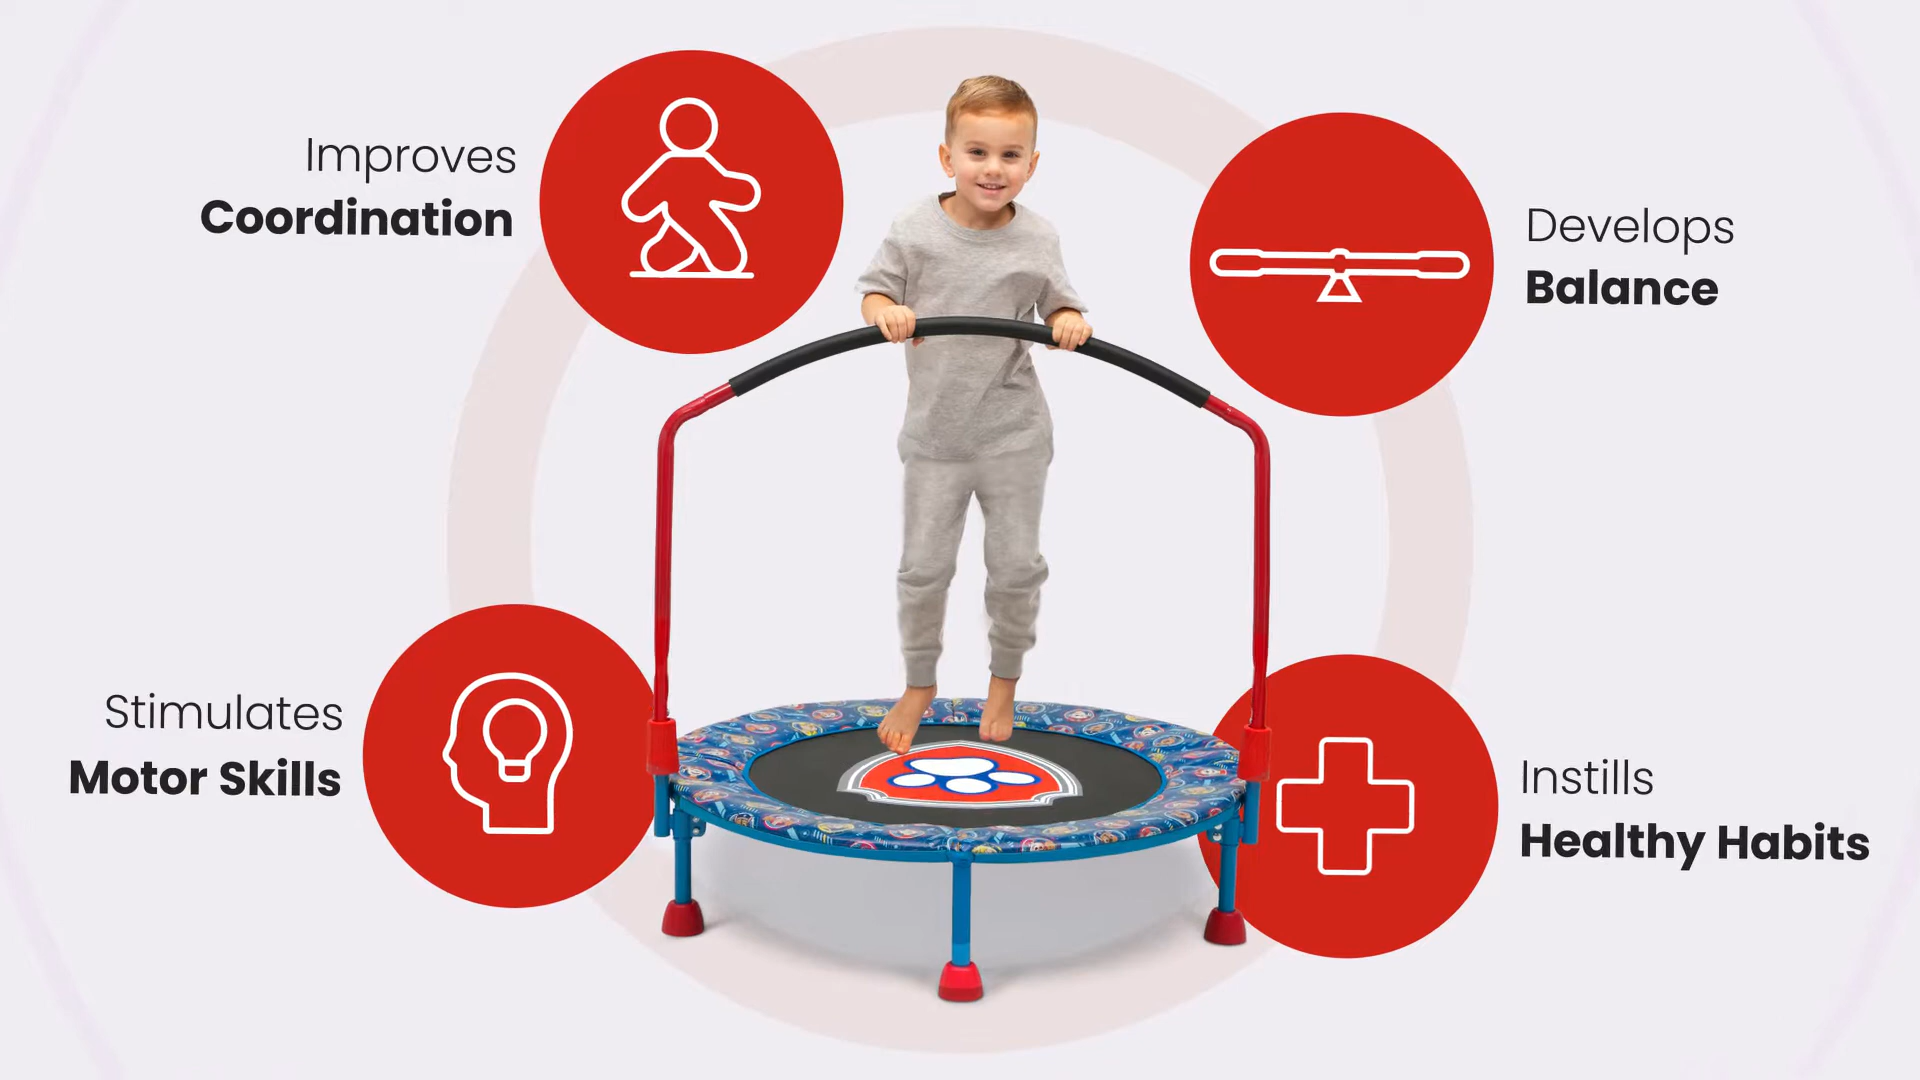 Improves
Coordination
Develops
Balance
Stimulates
Motor Skills
Instills
Healthy Habits